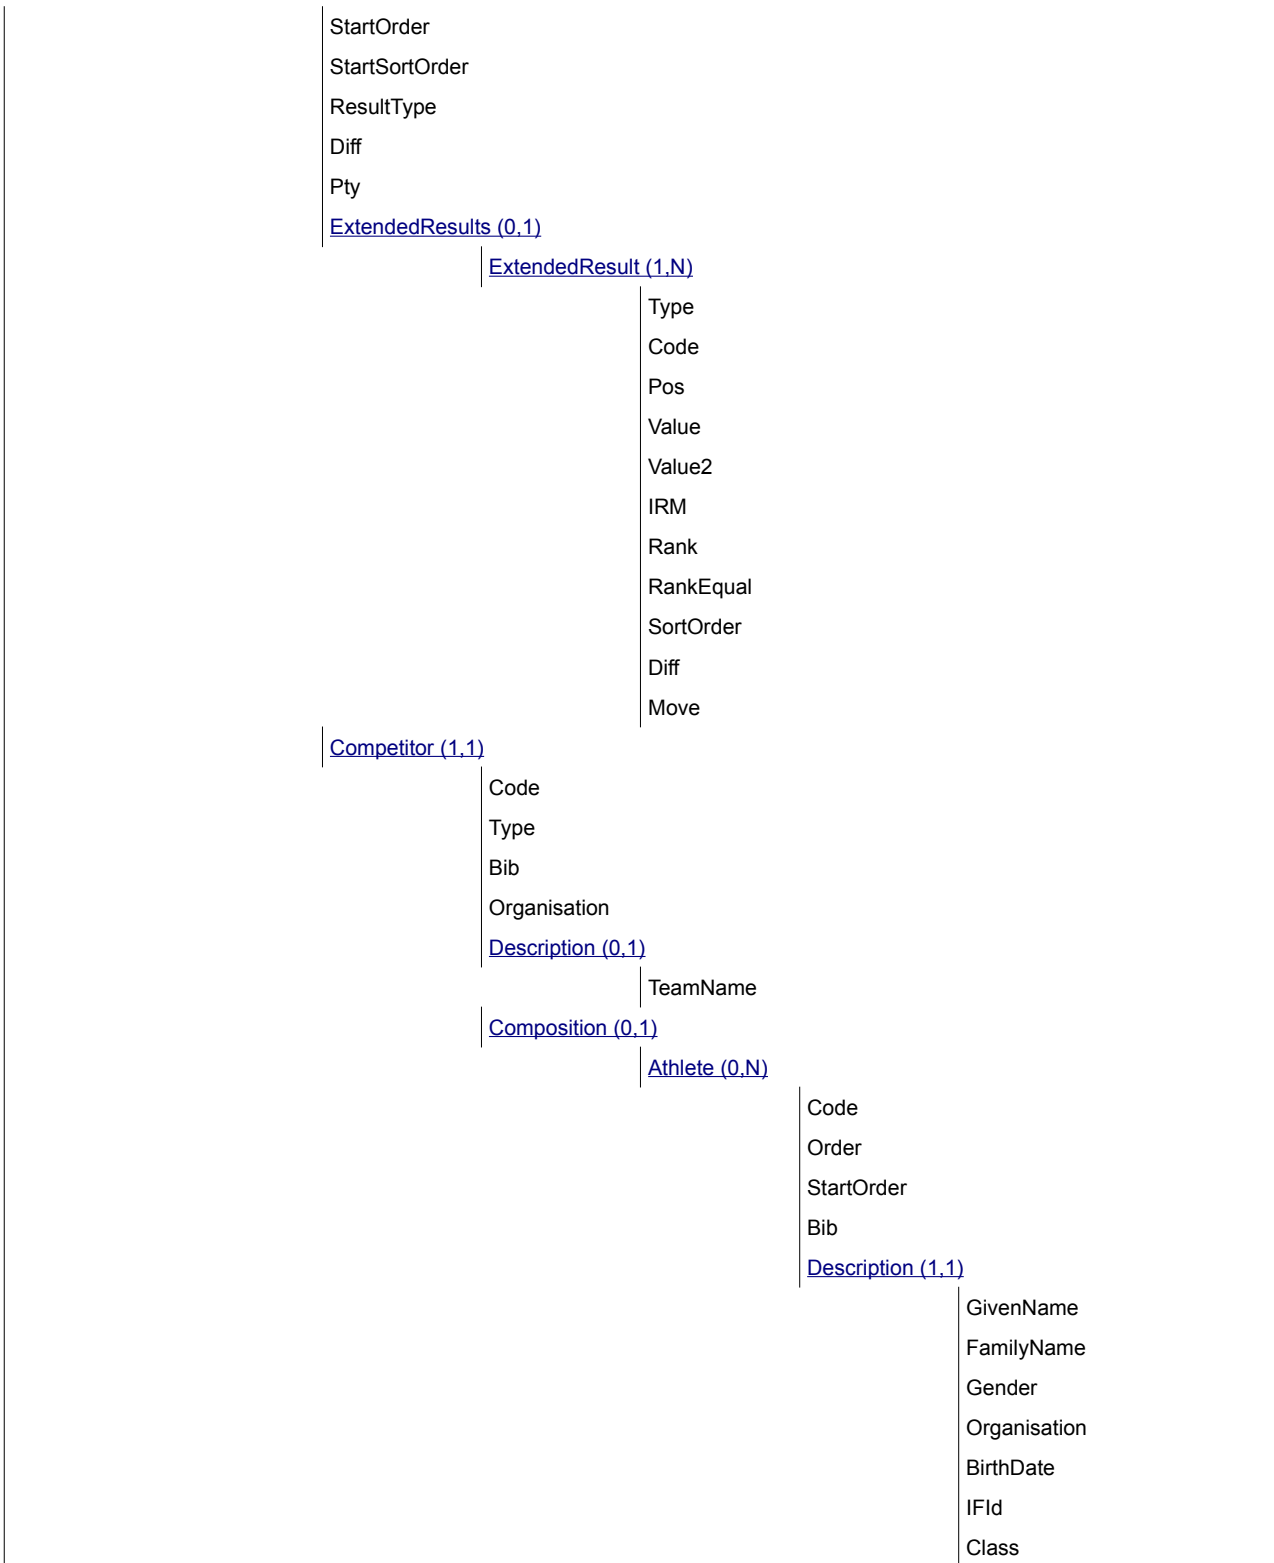 StartOrder
StartSortOrder
ResultType
Diff
Pty
ExtendedResults (0,1)
ExtendedResult (1,N)
Type
Code
Pos
Value
Value2
IRM
Rank
RankEqual
SortOrder
Diff
Move
Competitor (1,1)
Code
Type
Bib
Organisation
Description (0,1)
TeamName
Composition (0,1)
Athlete (0,N)
Code
Order
StartOrder
Bib
Description (1,1)
GivenName
FamilyName
Gender
Organisation
BirthDate
IFId
Class